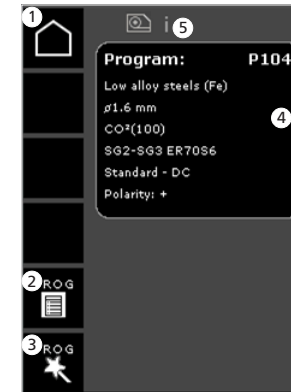 1
i 5
Program: P104
Low alloy steels (Fe)
ø1.6 mm
CO²(100)
4
SG2-SG3 ER70S6
Standard - DC
Polarity: +
2
ROG
3
ROG